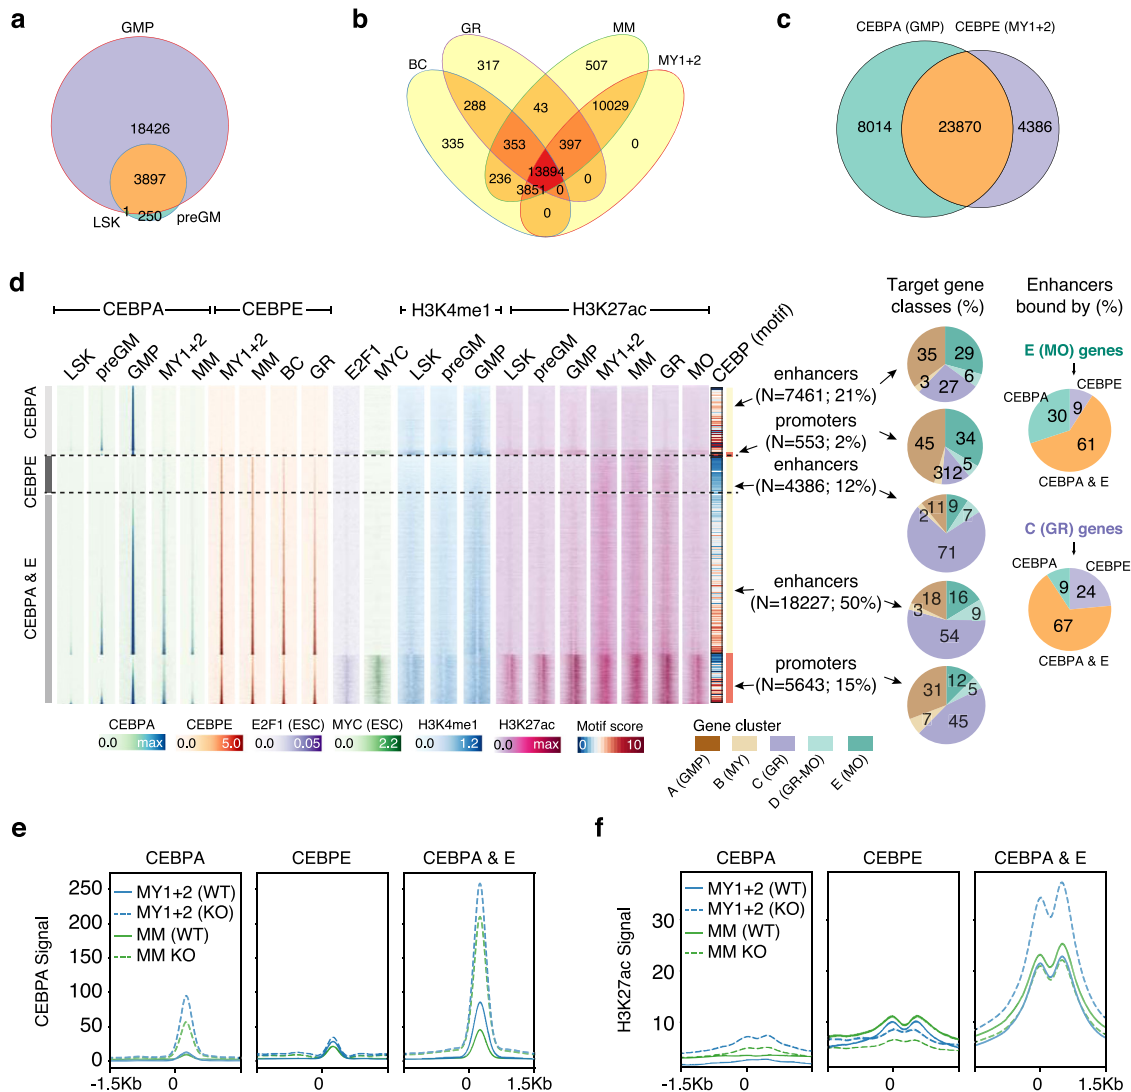 a
GMP
18426
3897
1
250
LSK
preGM
b
GR
MM
BC
MY1+2
317
507
288
43
10029
335
353
397
0
13894
236
3851
0
0
0
c
CEBPA (GMP)
CEBPE (MY1+2)
8014
23870
4386
d
CEBPA
CEBPE
H3K4me1
H3K27ac
LSK
preGM
GMP
MY1+2
MM
MY1+2
MM
BC
GR
E2F1
MYC
LSK
preGM
GMP
LSK
preGM
GMP
MY1+2
MM
GR
MO
CEBP (motif)
CEBPA
CEBPE
CEBPA & E
enhancers
(N=7461; 21%)
promoters
(N=553; 2%)
enhancers
(N=4386; 12%)
enhancers
(N=18227; 50%)
promoters
(N=5643; 15%)
Target gene
classes (%)
35
29
3
6
27
45
34
3
12
5
2
11
9
7
71
18
16
3
9
54
31
12
5
7
45
Enhancers
bound by (%)
E (MO) genes
CEBPA
CEBPE
30
9
61
CEBPA & E
C (GR) genes
CEBPA
CEBPE
9
24
67
CEBPA & E
CEBPA
0.0
max
CEBPE
0.0
5.0
E2F1 (ESC)
0.0
0.05
MYC (ESC)
0.0
2.2
H3K4me1
0.0
1.2
H3K27ac
0.0
max
Motif score
0
10
Gene cluster
A (GMP)
B (MY)
C (GR)
D (GR-MO)
E (MO)
e
CEBPA
CEBPE
CEBPA & E
CEBPA Signal
250
200
150
100
50
0
MY1+2 (WT)
MY1+2 (KO)
MM (WT)
MM KO
-1.5Kb
0
0
0
1.5Kb
f
CEBPA
CEBPE
CEBPA & E
H3K27ac Signal
30
20
10
MY1+2 (WT)
MY1+2 (KO)
MM (WT)
MM KO
-1.5Kb
0
0
0
1.5Kb